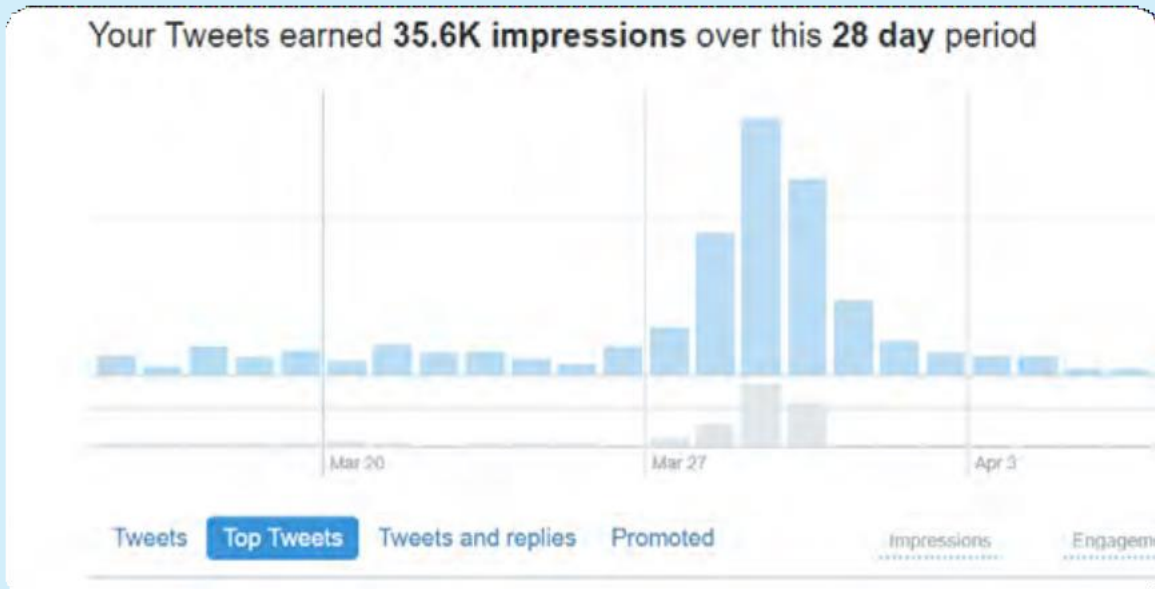 Your Tweets earned 35.6K impressions over this 28 day period
Mar 20 Mar 27 Apr 3
Tweets Top Tweets Tweets and replies Promoted Impressions Engagem